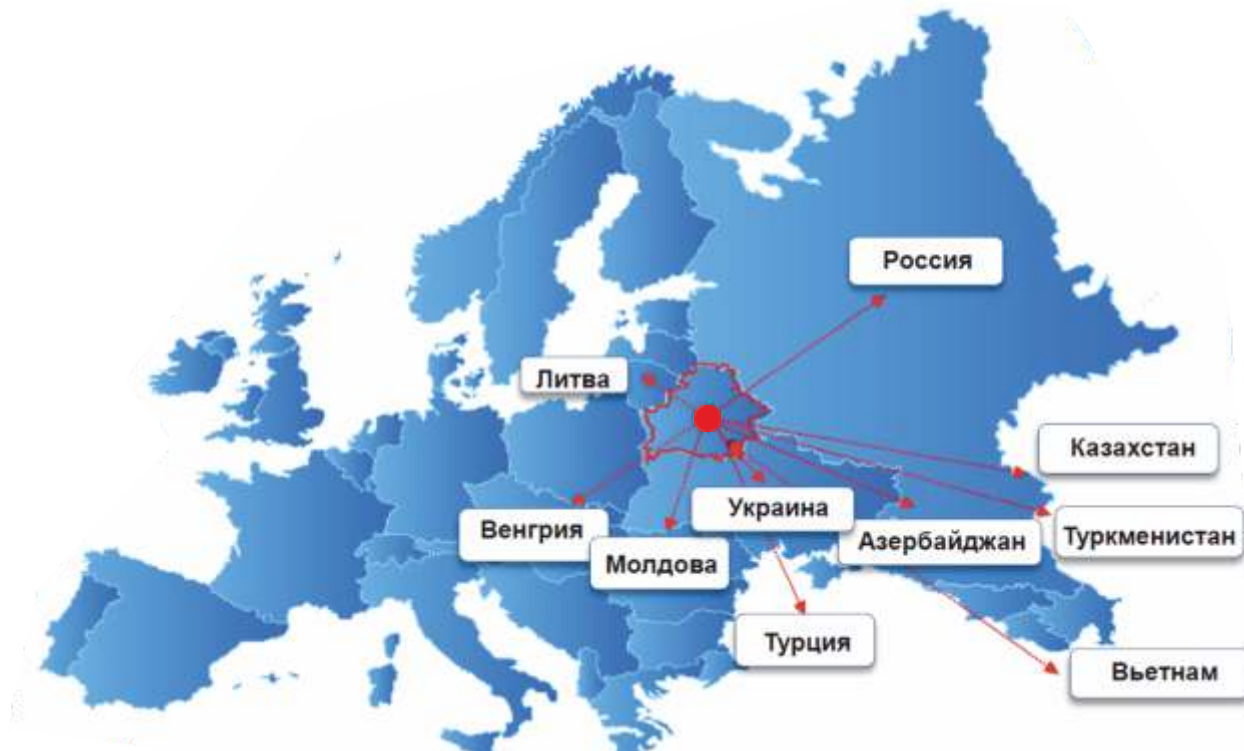 Россия
Литва
Казахстан
Украина
Венгрия
Азербайджан
Туркменистан
Молдова
Турция
Вьетнам